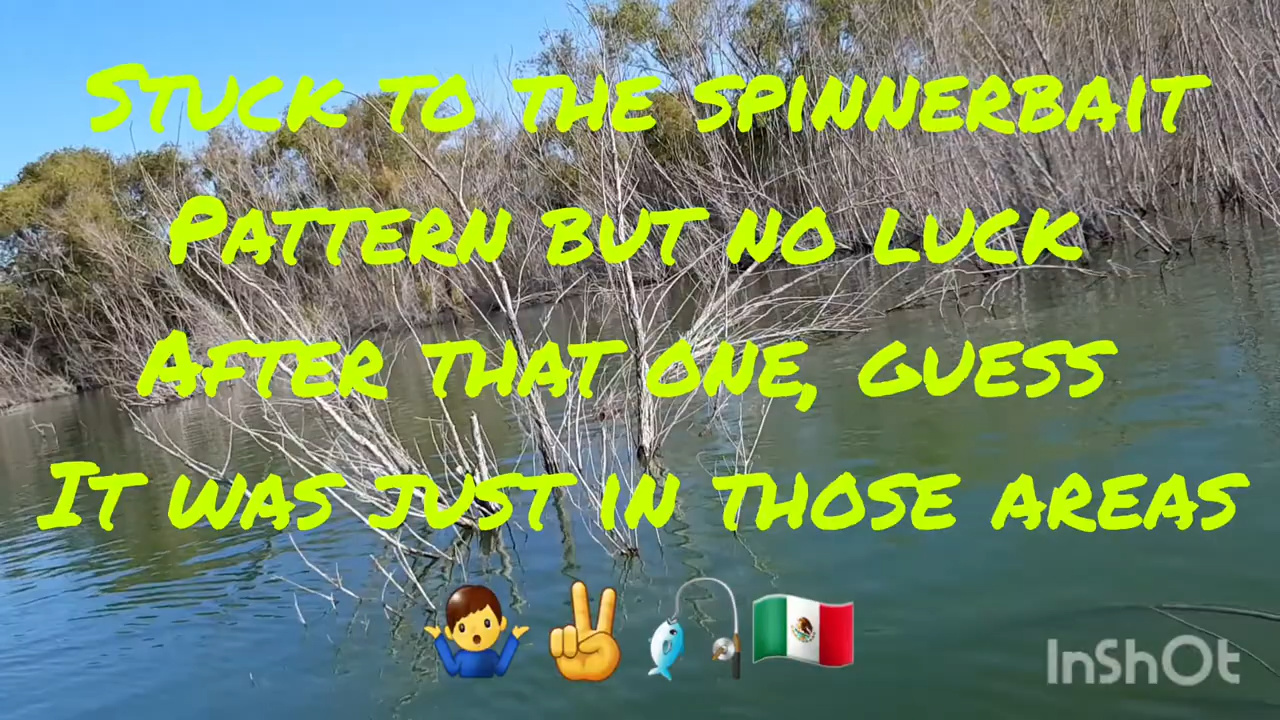 Stuck to the spinnerbait
Pattern but no luck
After that one, guess
It was just in those areas
🤷‍♂️✌️🎣🇲🇽
InShOt